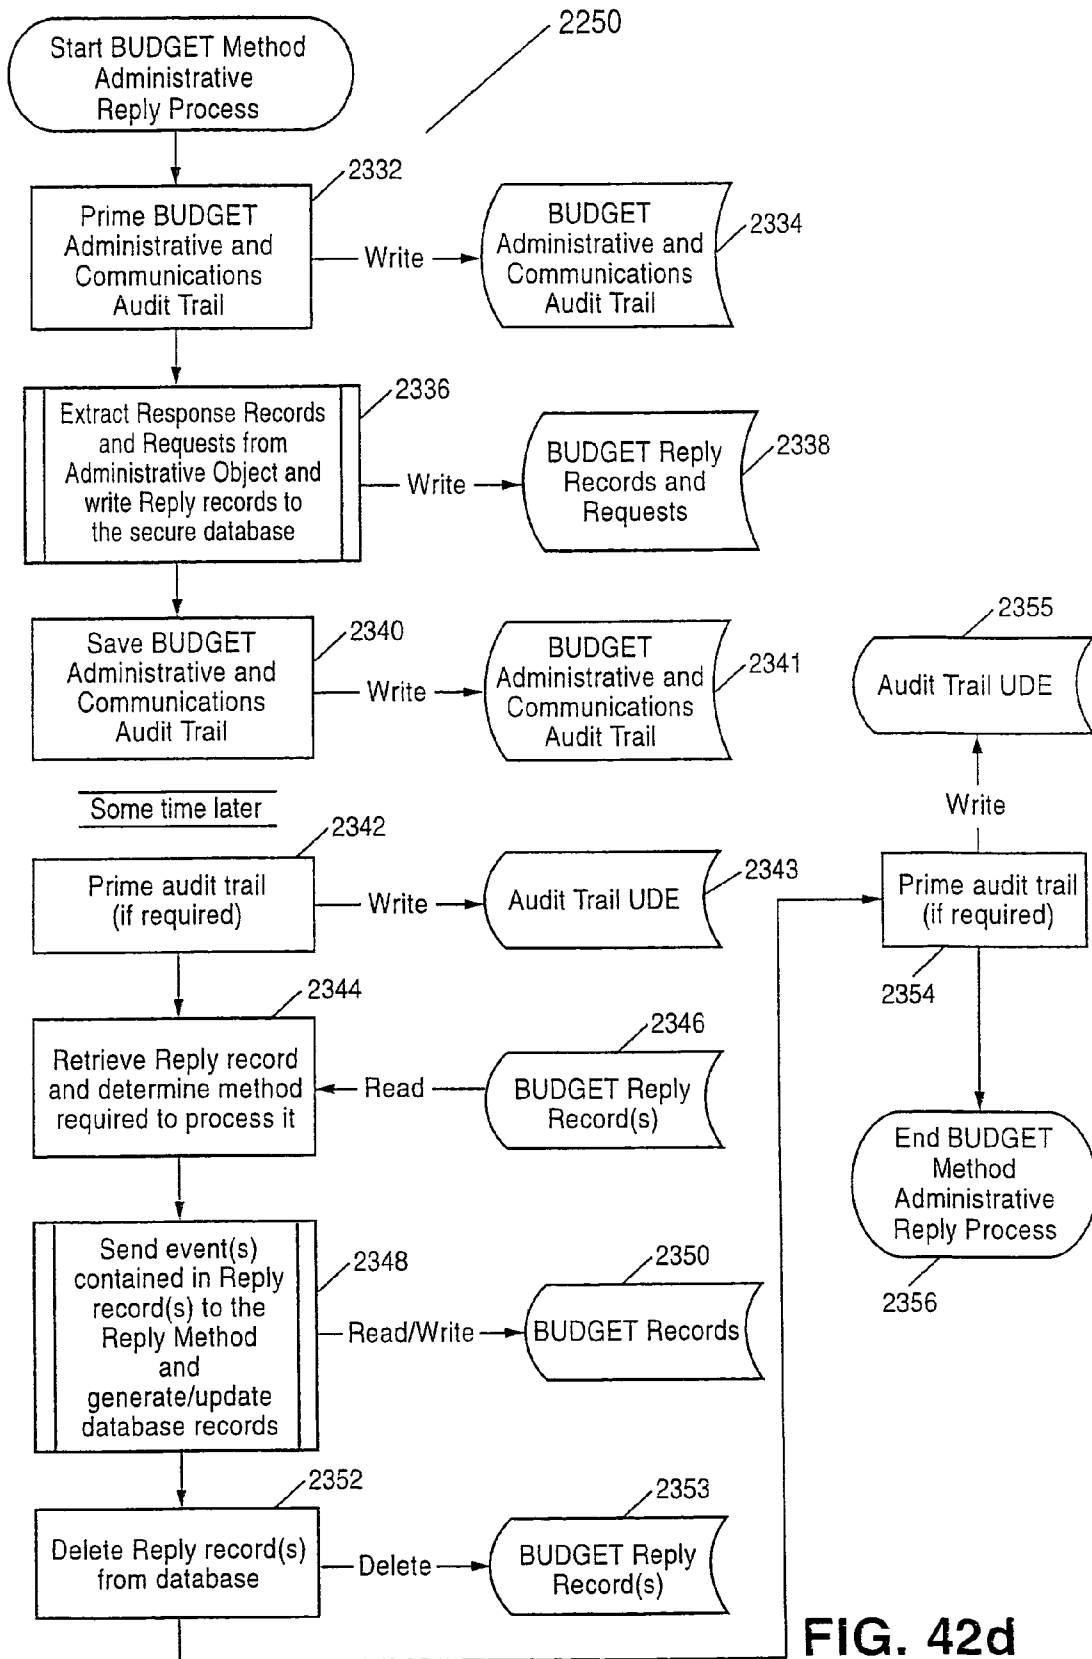 2250
Start BUDGET Method
Administrative
Reply Process
2332
Prime BUDGET
Administrative and
Communications
Audit Trail
Write
BUDGET
Administrative and
Communications
Audit Trail
2334
2336
Extract Response Records
and Requests from
Administrative Object and
write Reply records to
the secure database
Write
BUDGET Reply
Records and
Requests
2338
2340
Save BUDGET
Administrative and
Communications
Audit Trail
Write
BUDGET
Administrative and
Communications
Audit Trail
2341
Some time later
2342
Prime audit trail
(if required)
Write
Audit Trail UDE
2343
2344
Retrieve Reply record
and determine method
required to process it
Read
2346
BUDGET Reply
Record(s)
2348
Send event(s)
contained in Reply
record(s) to the
Reply Method
and
generate/update
database records
Read/Write
2350
BUDGET Records
2352
Delete Reply record(s)
from database
Delete
2353
BUDGET Reply
Record(s)
2355
Audit Trail UDE
Write
Prime audit trail
(if required)
2354
End BUDGET
Method
Administrative
Reply Process
2356
FIG. 42d